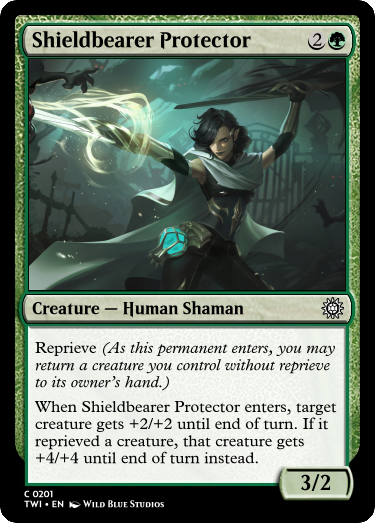 Shieldbearer Protector 2
Creature — Human Shaman
Reprieve (As this permanent enters, you may
return a creature you control without reprieve
to its owner's hand.)
When Shieldbearer Protector enters, target
creature gets +2/+2 until end of turn. If it
reprieved a creature, that creature gets
+4/+4 until end of turn instead.
3/2
C 0201
TWI • EN Wild Blue Studios